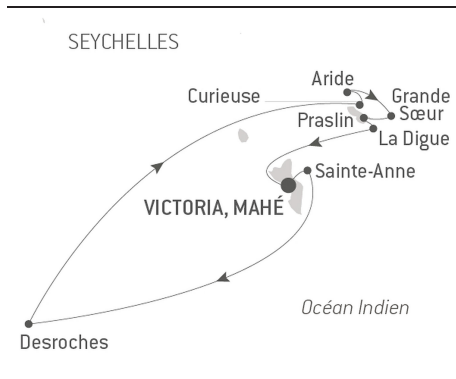 SEYCHELLES
Aride
Curieuse
Grande
Sœur
Praslin
La Digue
Sainte-Anne
VICTORIA, MAHÉ
Océan Indien
Desroches